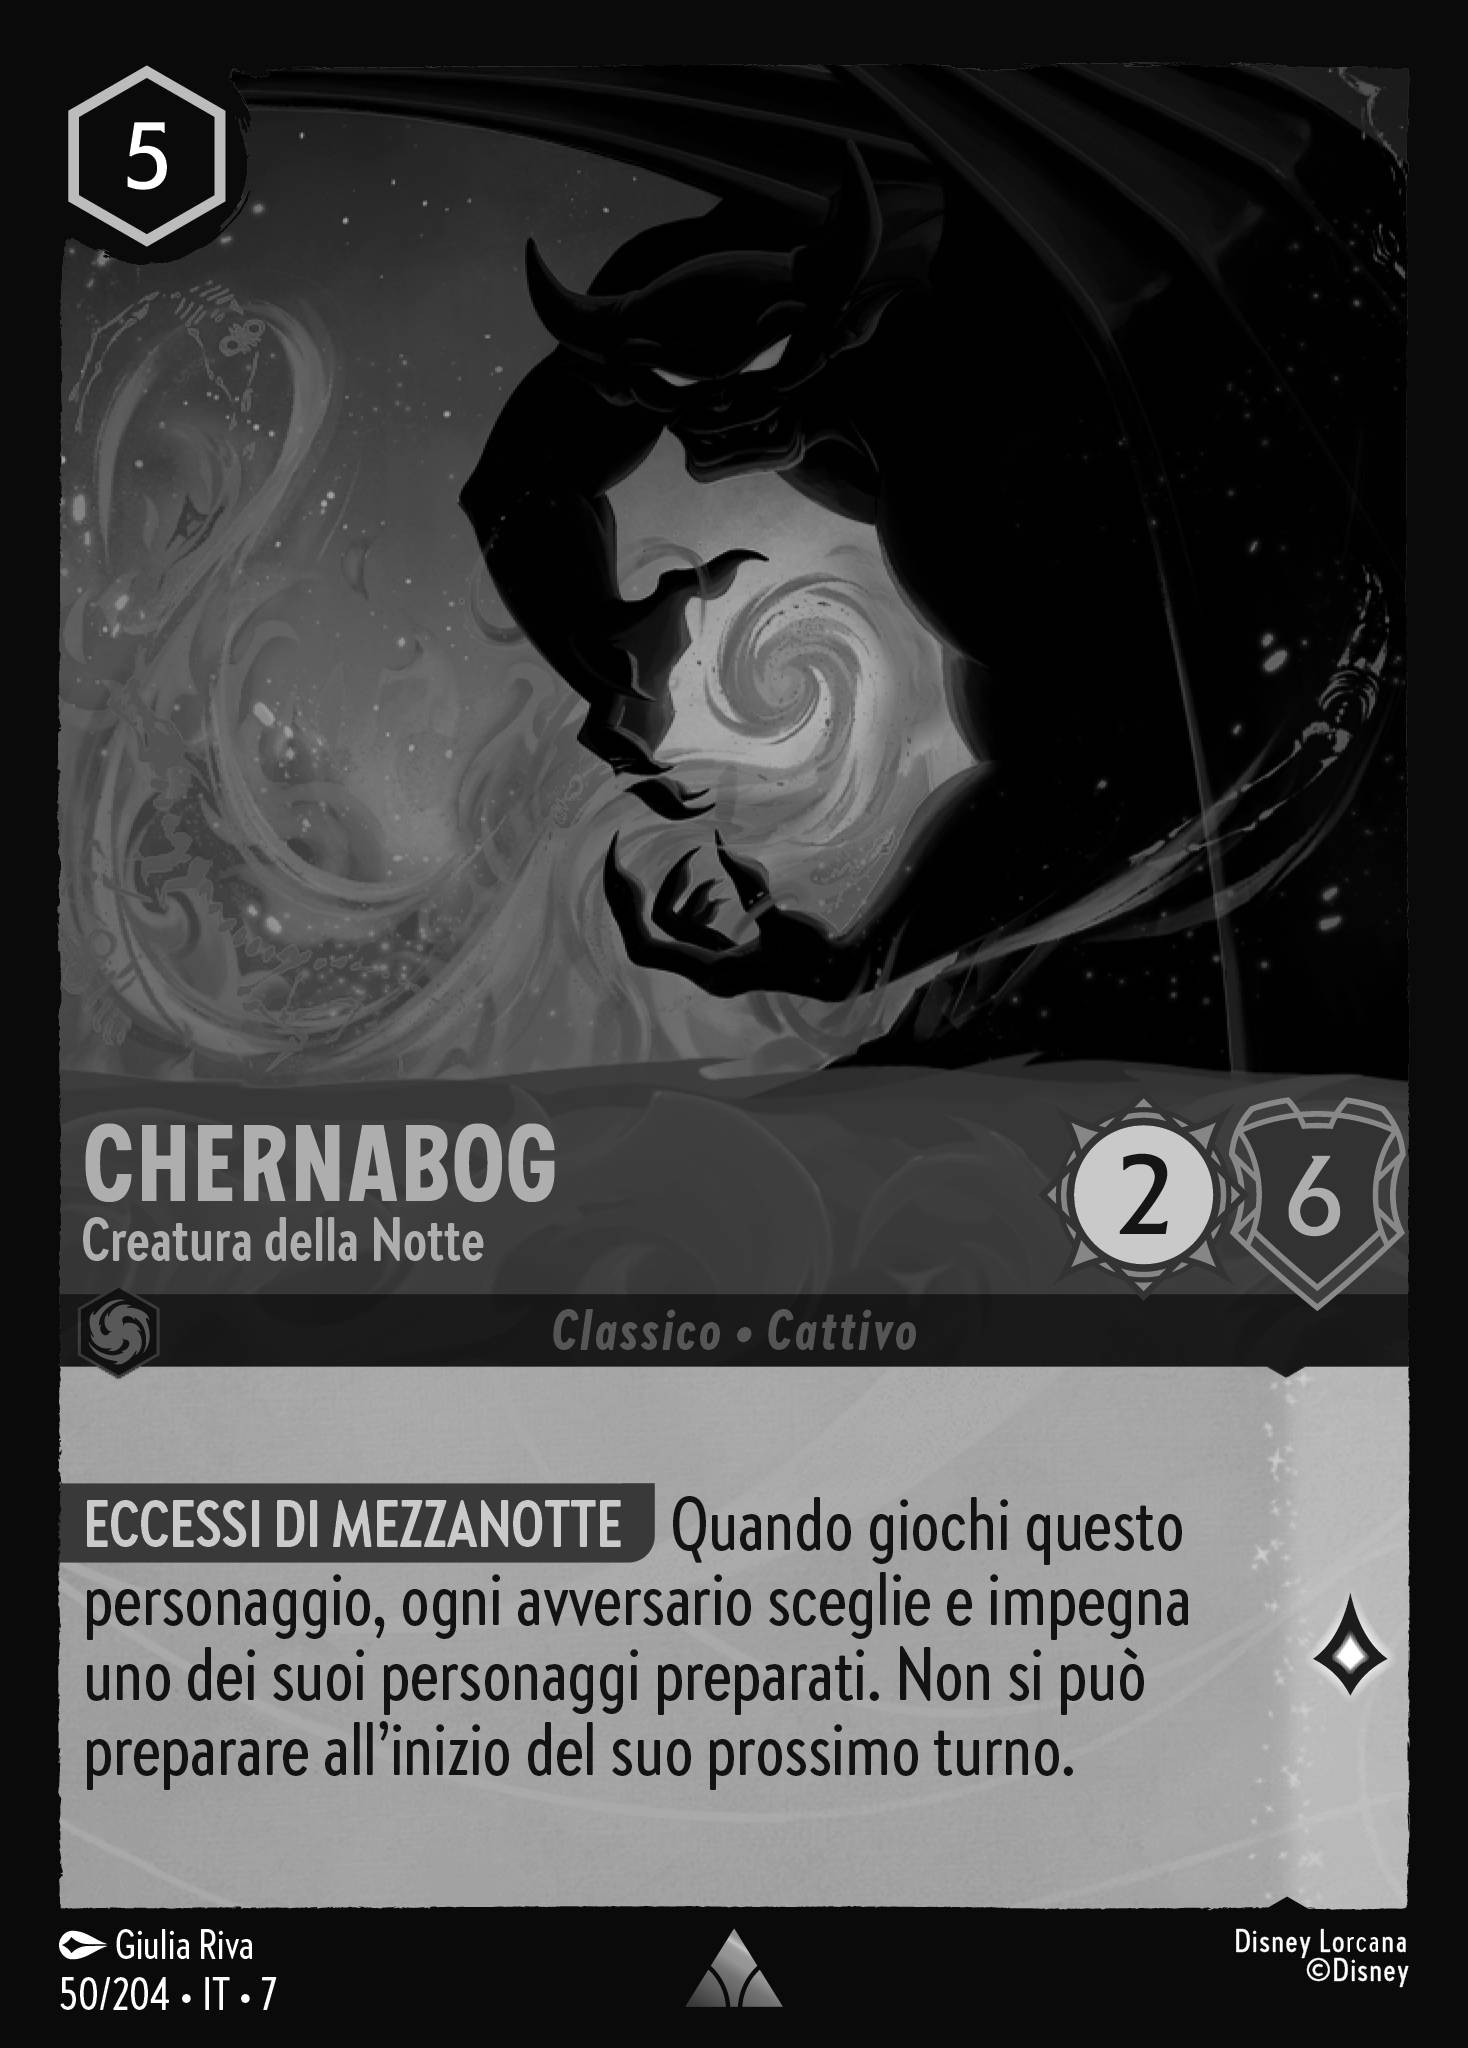 5
CHERNABOG
Creatura della Notte
2
6
Classico • Cattivo
ECCESSI DI MEZZANOTTE Quando giochi questo
personaggio, ogni avversario sceglie e impegna
uno dei suoi personaggi preparati. Non si può
preparare all’inizio del suo prossimo turno.
Giulia Riva
50/204 • IT • 7
Disney Lorcana
©Disney